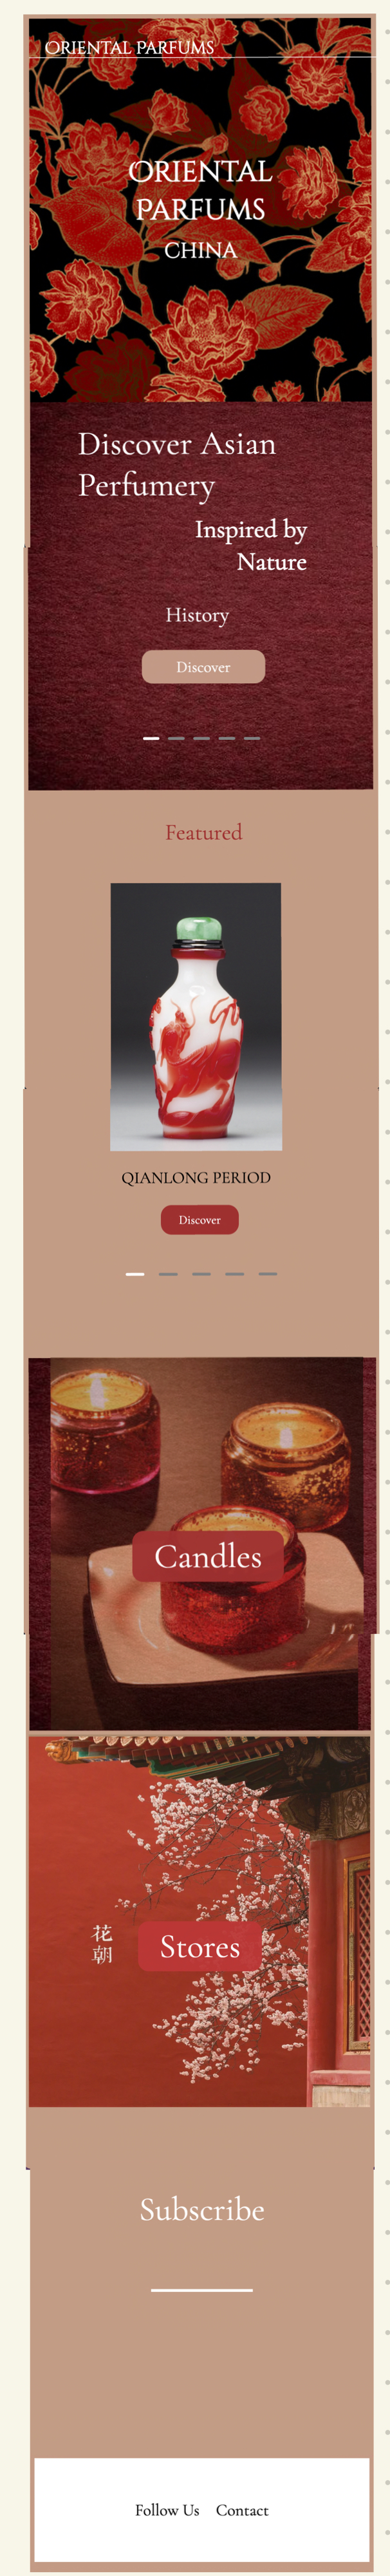 ORIENTAL PARFUMS
ORIENTAL
PARFUMS
CHINA
Discover Asian
Perfumery
Inspired by
Nature
History
Discover
Featured
QIANLONG PERIOD
Discover
Candles
花朝
Stores
Subscribe
Follow Us Contact